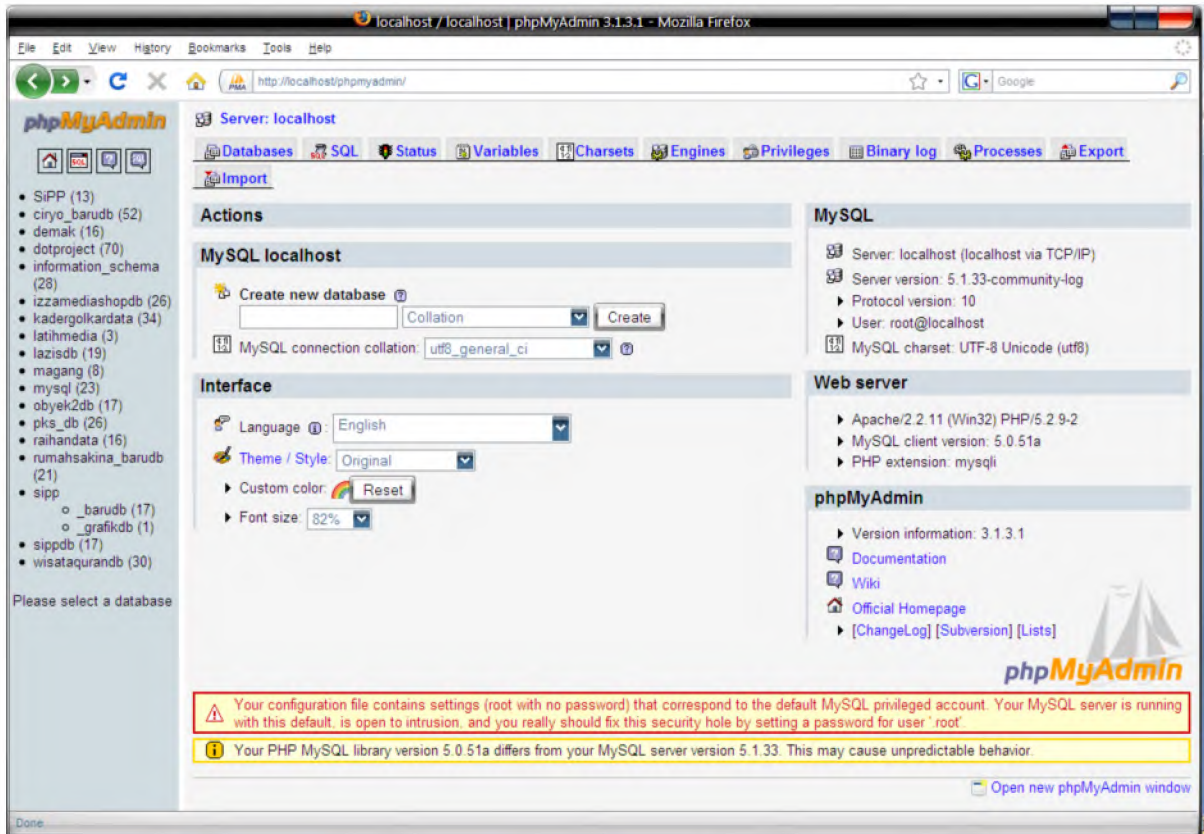 localhost / localhost | phpMyAdmin 3.1.3.1 - Mozilla Firefox
File Edit View History Bookmarks Tools Help
PMA http://localhost/phpmyadmin/ G Google
phpMyAdmin
SQL
SiPP (13)
ciryo_barudb (52)
demak (16)
dotproject (70)
information_schema
(28)
izzamediashopdb (26)
kadergolkardata (34)
latihmedia (3)
lazisdb (19)
magang (8)
mysql (23)
obyek2db (17)
pks_db (26)
raihandata (16)
rumahsakina_barudb
(21)
sipp
_barudb (17)
_grafikdb (1)
sippdb (17)
wisataqurandb (30)
Please select a database
Server: localhost
Databases SQL Status Variables Charsets Engines Privileges Binary log Processes Export
Import
Actions
MySQL localhost
Create new database
Collation Create
MySQL connection collation: utf8_general_ci
Interface
Language : English
Theme / Style: Original
Custom color: Reset
Font size: 82%
MySQL
Server: localhost (localhost via TCP/IP)
Server version: 5.1.33-community-log
Protocol version: 10
User: root@localhost
MySQL charset: UTF-8 Unicode (utf8)
Web server
Apache/2.2.11 (Win32) PHP/5.2.9-2
MySQL client version: 5.0.51a
PHP extension: mysqli
phpMyAdmin
Version information: 3.1.3.1
Documentation
Wiki
Official Homepage
[ChangeLog] [Subversion] [Lists]
phpMyAdmin
Your configuration file contains settings (root with no password) that correspond to the default MySQL privileged account. Your MySQL server is running
with this default, is open to intrusion, and you really should fix this security hole by setting a password for user 'root'.
Your PHP MySQL library version 5.0.51a differs from your MySQL server version 5.1.33. This may cause unpredictable behavior.
Open new phpMyAdmin window
Done